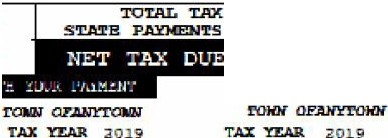 TOTAL TAX
STATE PAYMENTS
NET TAX DUE
YOUR PAYMENT
TOWN OFANYTOWN TOWN OFANYTOWN
TAX YEAR 2019 TAX YEAR 2019